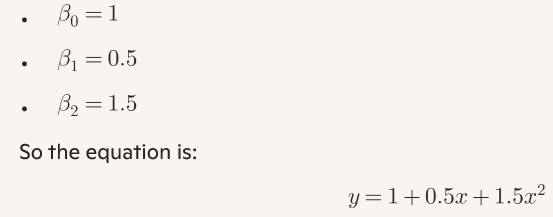 • β₀ = 1
• β₁ = 0.5
• β₂ = 1.5
So the equation is:
y = 1 + 0.5x + 1.5x²